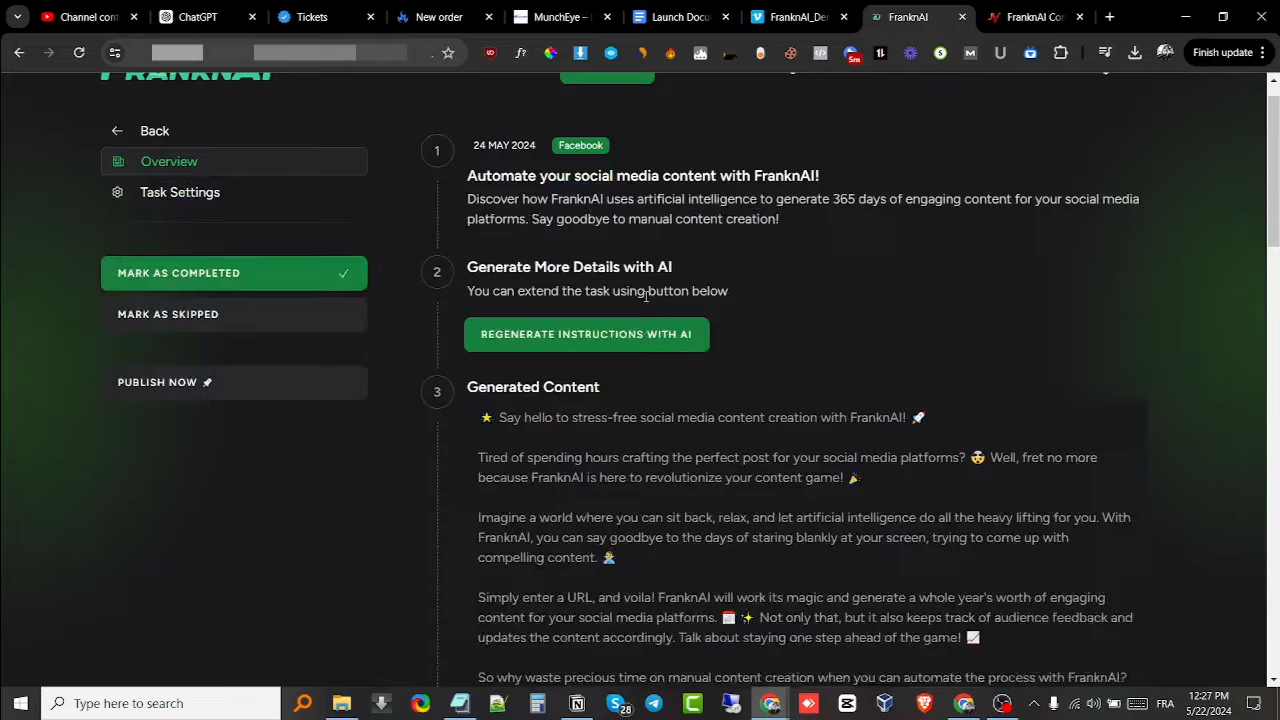 Channel cont
ChatGPT
Tickets
New order
MunchEye –
Launch Docu
FranknAI_De
FranknAI
FranknAI Con
5m
Finish update
FRANKNAI
Back
Overview
Task Settings
MARK AS COMPLETED
MARK AS SKIPPED
PUBLISH NOW
1
24 MAY 2024
Facebook
Automate your social media content with FranknAI!
Discover how FranknAI uses artificial intelligence to generate 365 days of engaging content for your social media
platforms. Say goodbye to manual content creation!
2
Generate More Details with AI
You can extend the task using button below
REGENERATE INSTRUCTIONS WITH AI
3
Generated Content
⭐ Say hello to stress-free social media content creation with FranknAI! 🚀
Tired of spending hours crafting the perfect post for your social media platforms? 😰 Well, fret no more
because FranknAI is here to revolutionize your content game! 🎉
Imagine a world where you can sit back, relax, and let artificial intelligence do all the heavy lifting for you. With
FranknAI, you can say goodbye to the days of staring blankly at your screen, trying to come up with
compelling content.
Simply enter a URL, and voila! FranknAI will work its magic and generate a whole year's worth of engaging
content for your social media platforms. 📅 ✨ Not only that, but it also keeps track of audience feedback and
updates the content accordingly. Talk about staying one step ahead of the game! 📈
So why waste precious time on manual content creation when you can automate the process with FranknAI?
Type here to search
28
FR
12:27 PM
5/22/2024